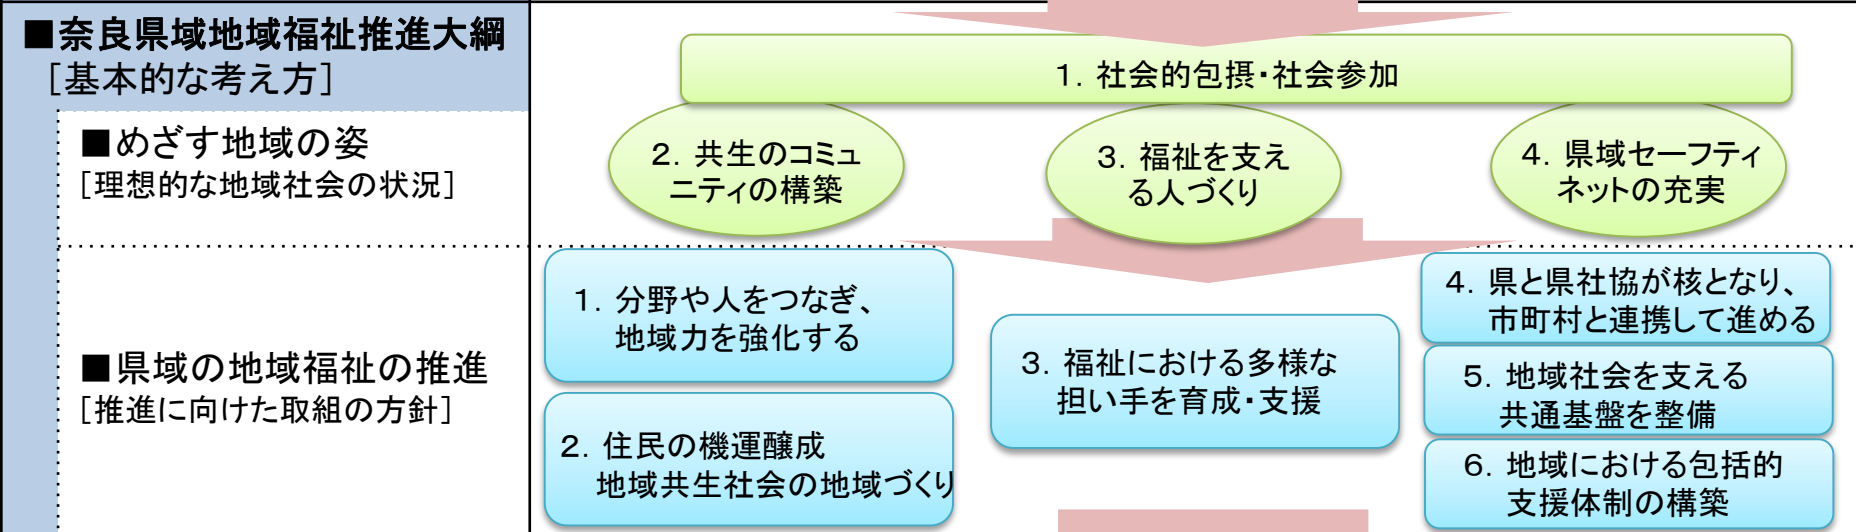 ■奈良県域地域福祉推進大綱
［基本的な考え方］
1．社会的包摂・社会参加
■めざす地域の姿
［理想的な地域社会の状況］
2．共生のコミュ
ニティの構築
3．福祉を支え
る人づくり
4．県域セーフティ
ネットの充実
■県域の地域福祉の推進
［推進に向けた取組の方針］
1．分野や人をつなぎ、
地域力を強化する
2．住民の機運醸成
地域共生社会の地域づくり
3．福祉における多様な
担い手を育成・支援
4．県と県社協が核となり、
市町村と連携して進める
5．地域社会を支える
共通基盤を整備
6．地域における包括的
支援体制の構築